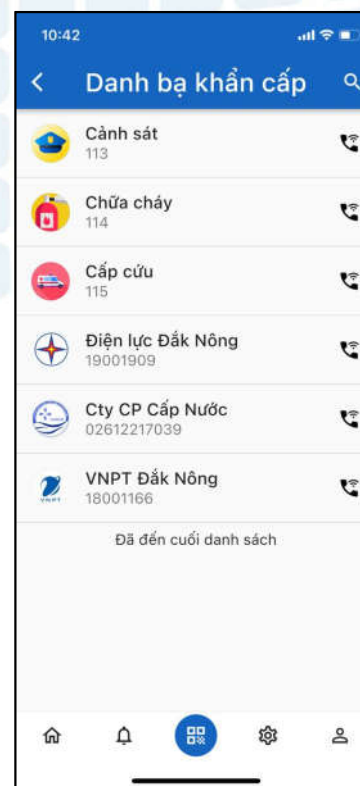 10:42
Danh bạ khẩn cấp
Cảnh sát
113
Chữa cháy
114
Cấp cứu
115
Điện lực Đắk Nông
19001909
Cty CP Cấp Nước
02612217039
VNPT
VNPT Đắk Nông
18001166
Đã đến cuối danh sách